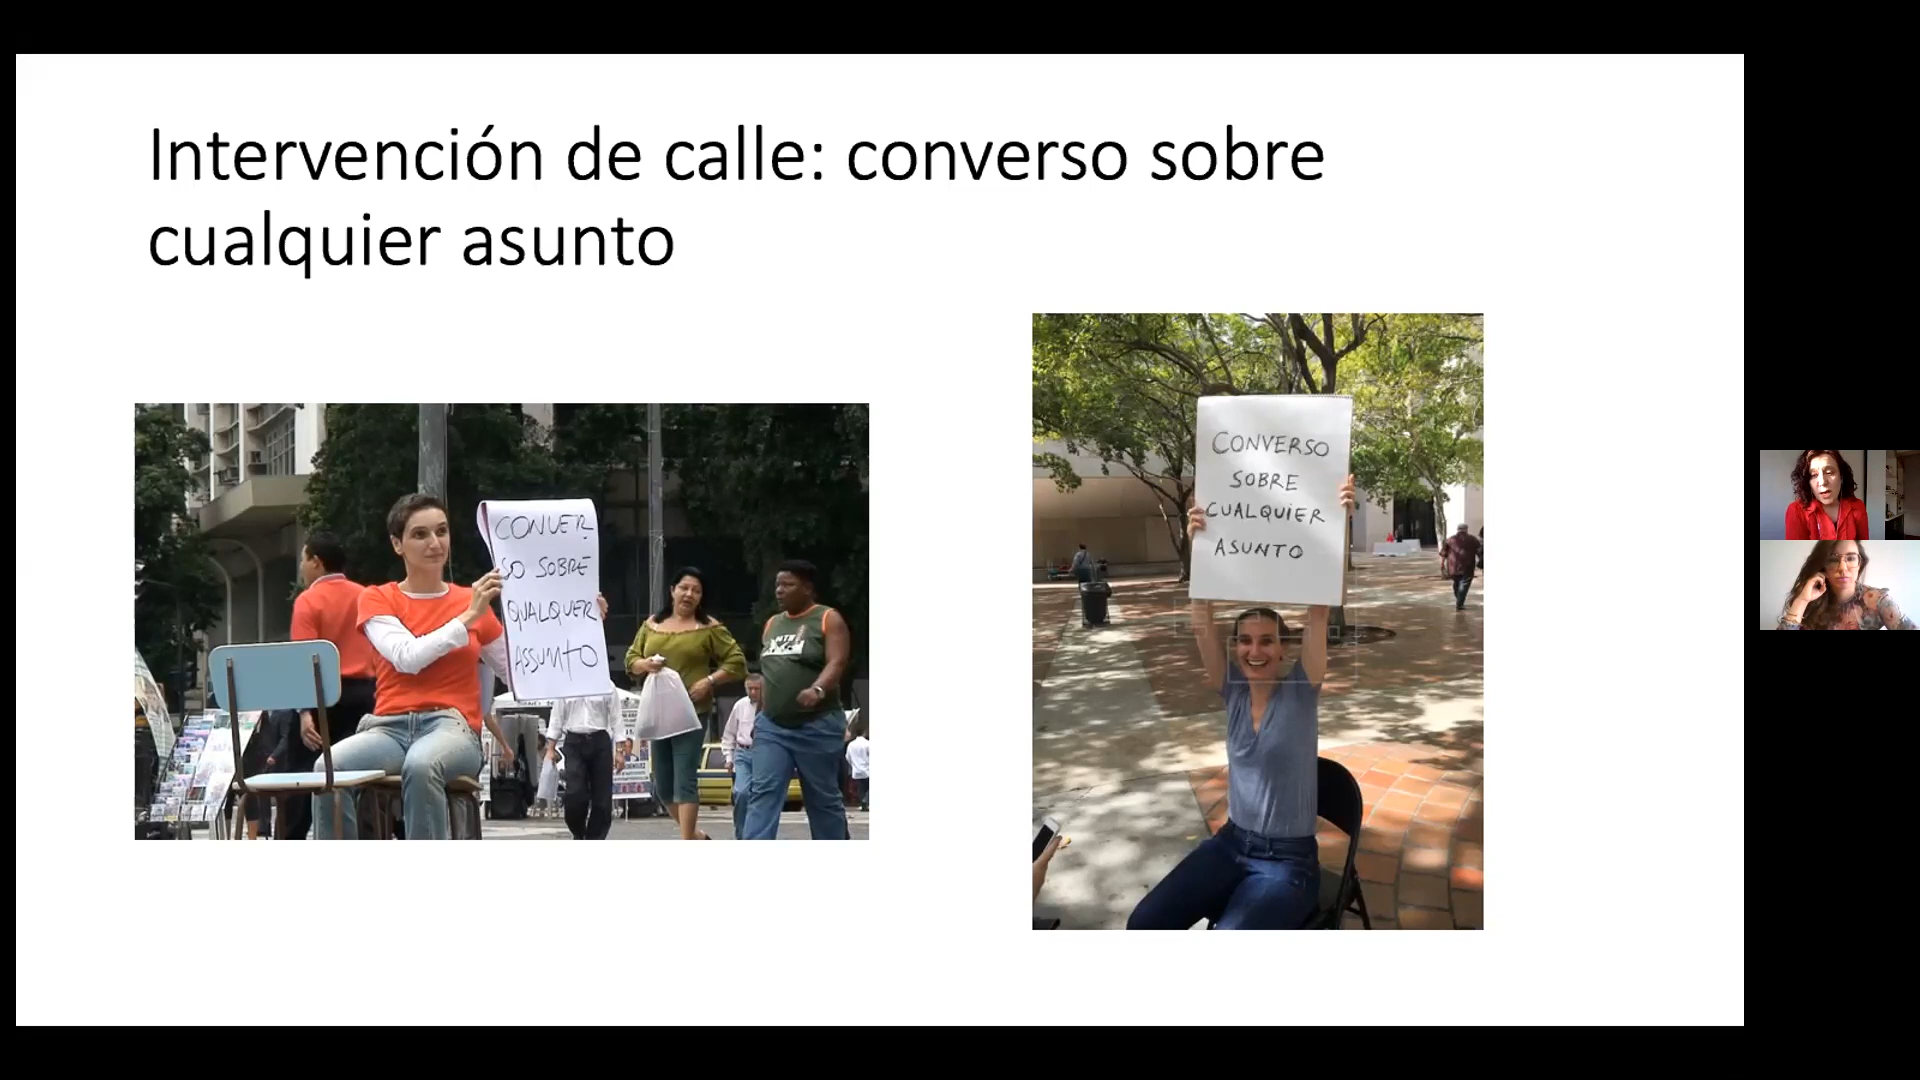 Intervención de calle: converso sobre
cualquier asunto
CONVER
SO SOBRE
QUALQUER
ASSUNTO
CONVERSO
SOBRE
CUALQUIER
ASUNTO